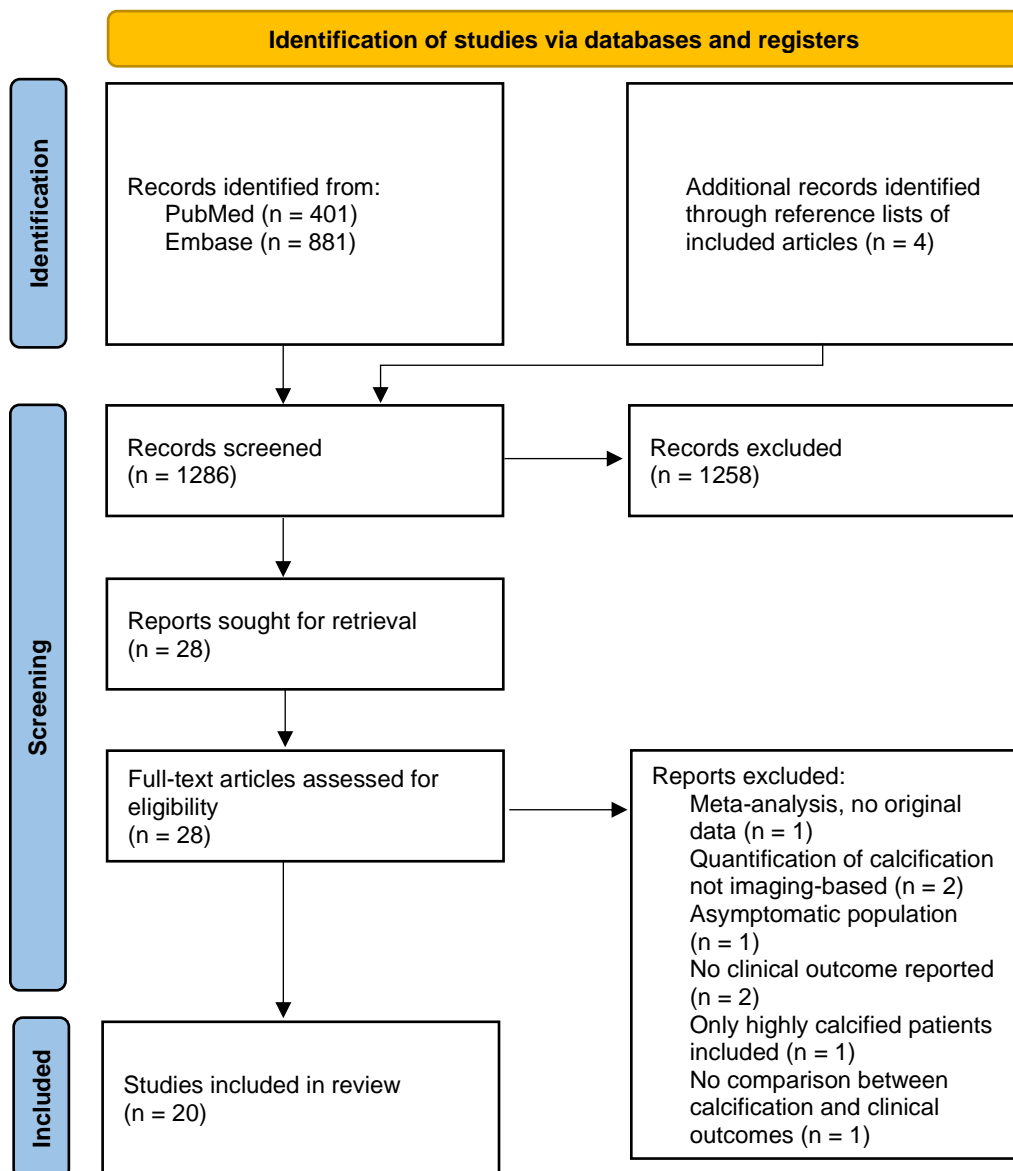 Identification of studies via databases and registers
Identification
Records identified from:
PubMed (n = 401)
Embase (n = 881)
Additional records identified
through reference lists of
included articles (n = 4)
Screening
Records screened
(n = 1286)
Records excluded
(n = 1258)
Reports sought for retrieval
(n = 28)
Full-text articles assessed for
eligibility
(n = 28)
Reports excluded:
Meta-analysis, no original
data (n = 1)
Quantification of calcification
not imaging-based (n = 2)
Asymptomatic population
(n = 1)
No clinical outcome reported
(n = 2)
Only highly calcified patients
included (n = 1)
No comparison between
calcification and clinical
outcomes (n = 1)
Included
Studies included in review
(n = 20)